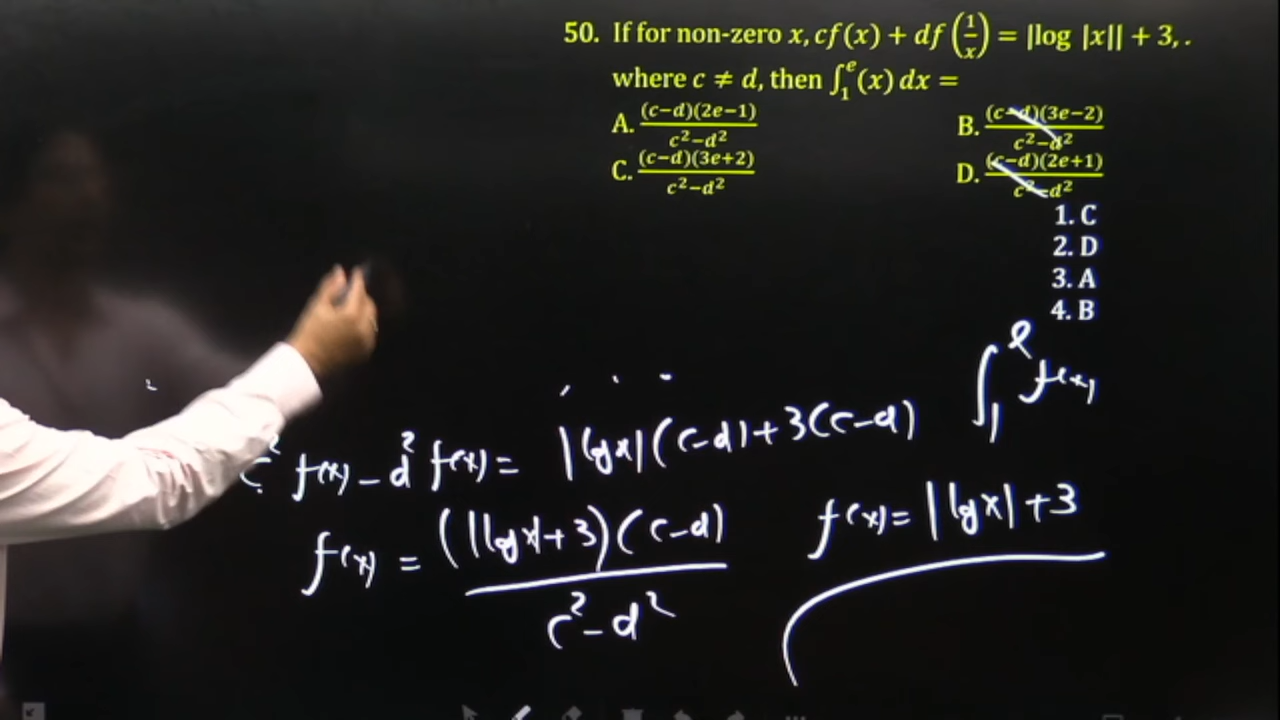 50. If for non-zero x, cf(x) + df(1/x) = |log |x|| + 3, .
where c ≠ d, then ∫₁ᵉ(x) dx =
A. (c−d)(2e−1)/c²−d² B. (c−d)(3e−2)/c²−d²
C. (c−d)(3e+2)/c²−d² D. (c−d)(2e+1)/c²−d²
1. C
2. D
3. A
4. B
∫₁ᵉ f(x)
c² f(x) − d² f(x) = |log x|(c−d)+3(c−d)
f(x) = (|log x|+3)(c−d)/c²−d²
f(x) = |log x|+3